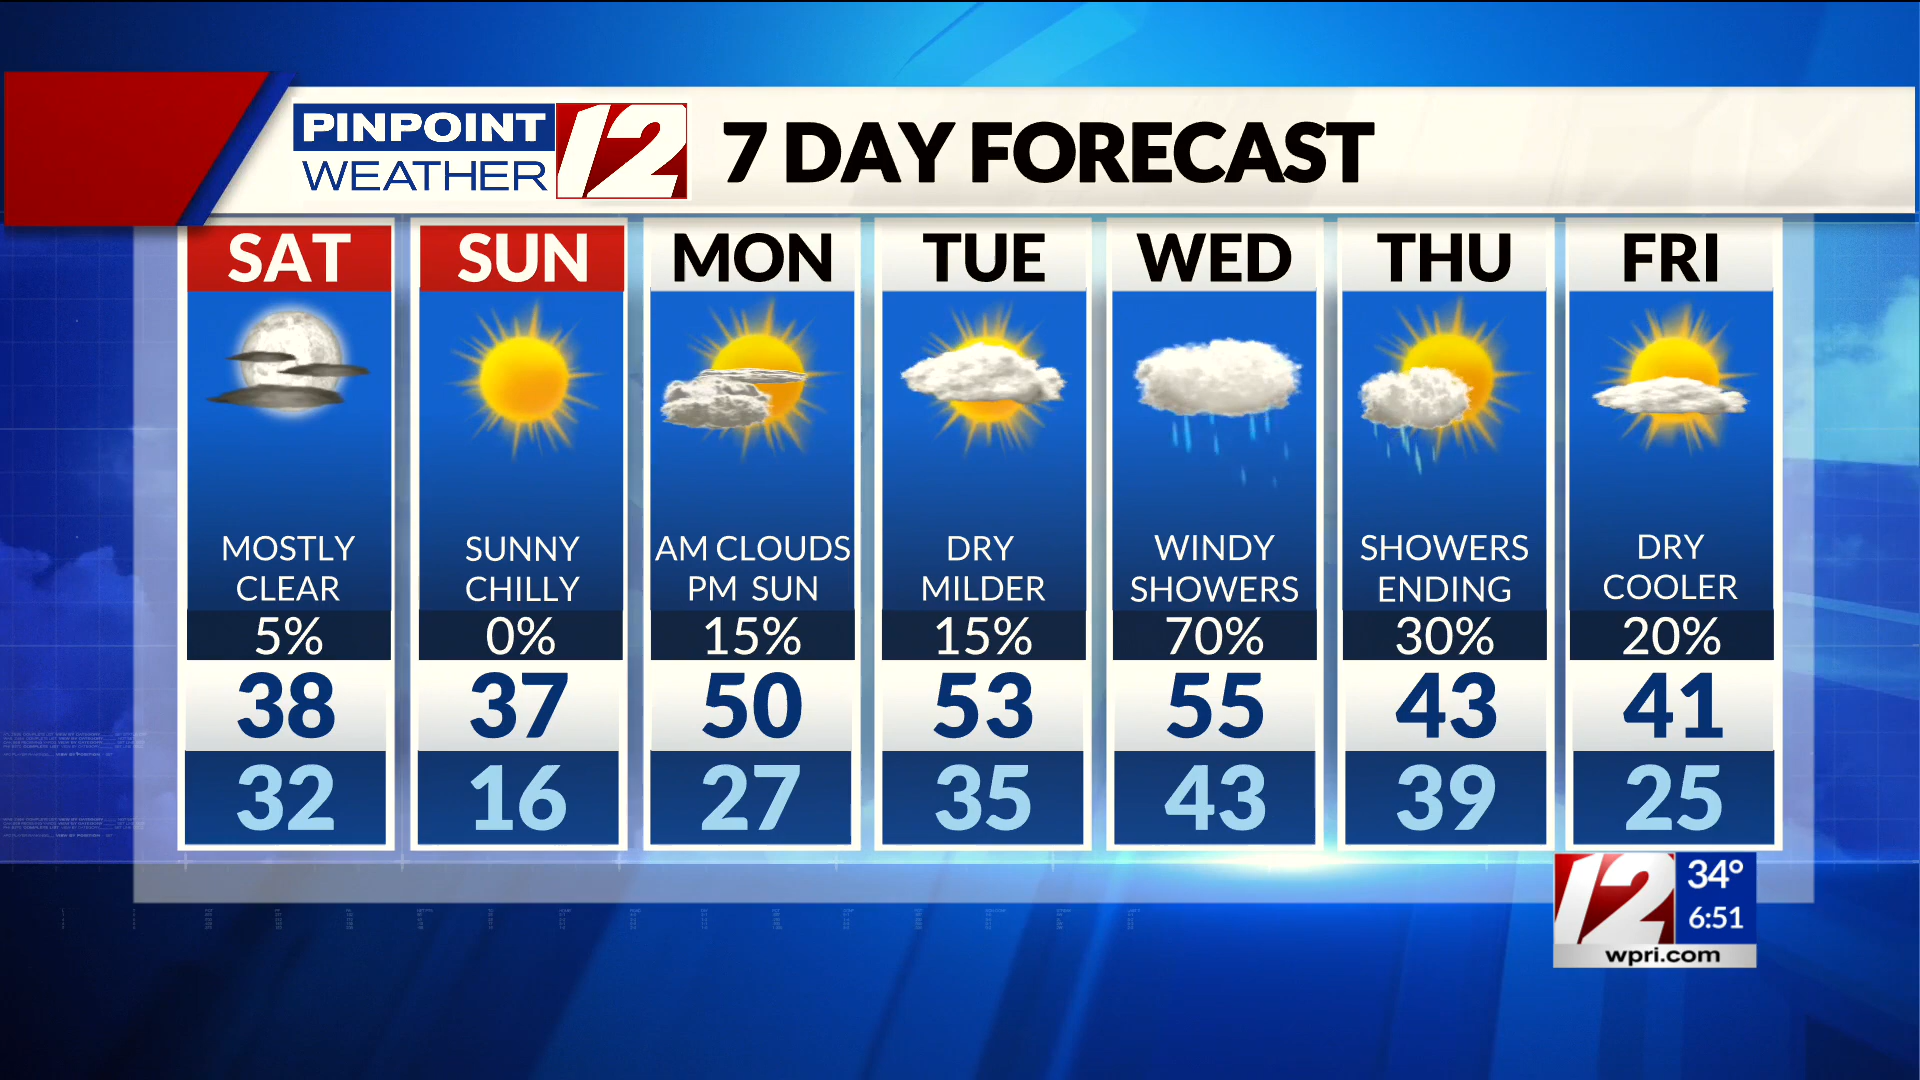 PINPOINT
WEATHER
12
7 DAY FORECAST
SAT
MOSTLY
CLEAR
5%
38
32
SUN
SUNNY
CHILLY
0%
37
16
MON
AM CLOUDS
PM SUN
15%
50
27
TUE
DRY
MILDER
15%
53
35
WED
WINDY
SHOWERS
70%
55
43
THU
SHOWERS
ENDING
30%
43
39
FRI
DRY
COOLER
20%
41
25
12
34°
6:51
wpri.com